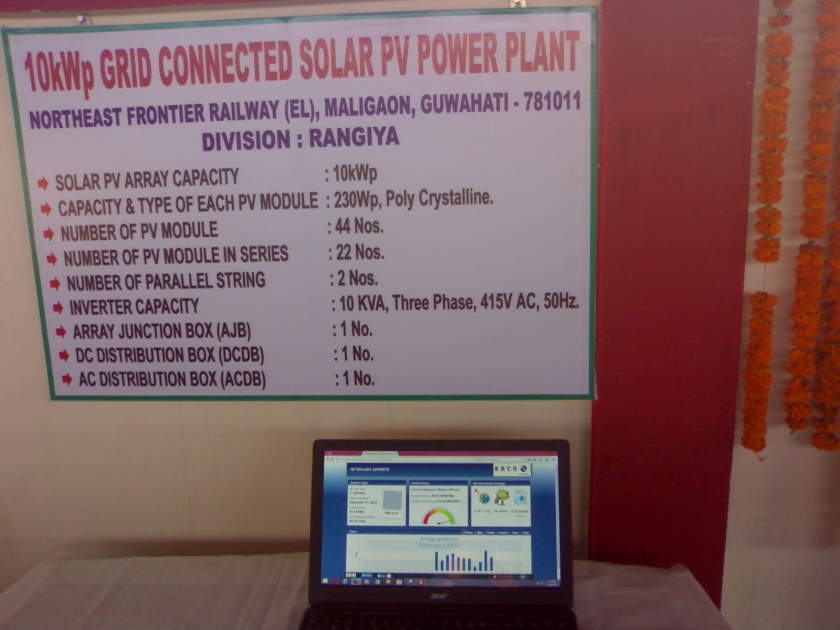 10kWp GRID CONNECTED SOLAR PV POWER PLANT
NORTHEAST FRONTIER RAILWAY (EL), MALIGAON, GUWAHATI - 781011
DIVISION : RANGIYA
SOLAR PV ARRAY CAPACITY : 10kWp
CAPACITY & TYPE OF EACH PV MODULE : 230Wp, Poly Crystalline.
NUMBER OF PV MODULE : 44 Nos.
NUMBER OF PV MODULE IN SERIES : 22 Nos.
NUMBER OF PARALLEL STRING : 2 Nos.
INVERTER CAPACITY : 10 KVA, Three Phase, 415V AC, 50Hz.
ARRAY JUNCTION BOX (AJB) : 1 No.
DC DISTRIBUTION BOX (DCDB) : 1 No.
AC DISTRIBUTION BOX (ACDB) : 1 No.
KACO
Energy generation
February
acer